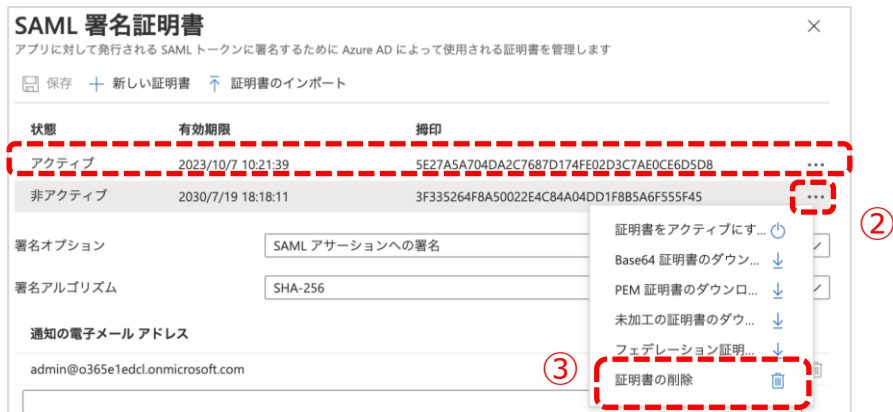 SAML 署名証明書
アプリに対して発行される SAML トークンに署名するために Azure AD によって使用される証明書を管理します
保存 新しい証明書 証明書のインポート
状態 有効期限 拇印
アクティブ 2023/10/7 10:21:39 5E27A5A704DA2C7687D174FE02D3C7AE0CE6D5D8 ...
非アクティブ 2030/7/19 18:18:11 3F335264F8A50022E4C84A04DD1F8B5A6F555F45 ...
②
証明書をアクティブにす...
署名オプション SAML アサーションへの署名
Base64 証明書のダウン...
署名アルゴリズム SHA-256
PEM 証明書のダウンロ...
未加工の証明書のダウ...
通知の電子メール アドレス
フェデレーション証明...
admin@o365e1edcl.onmicrosoft.com
③
証明書の削除